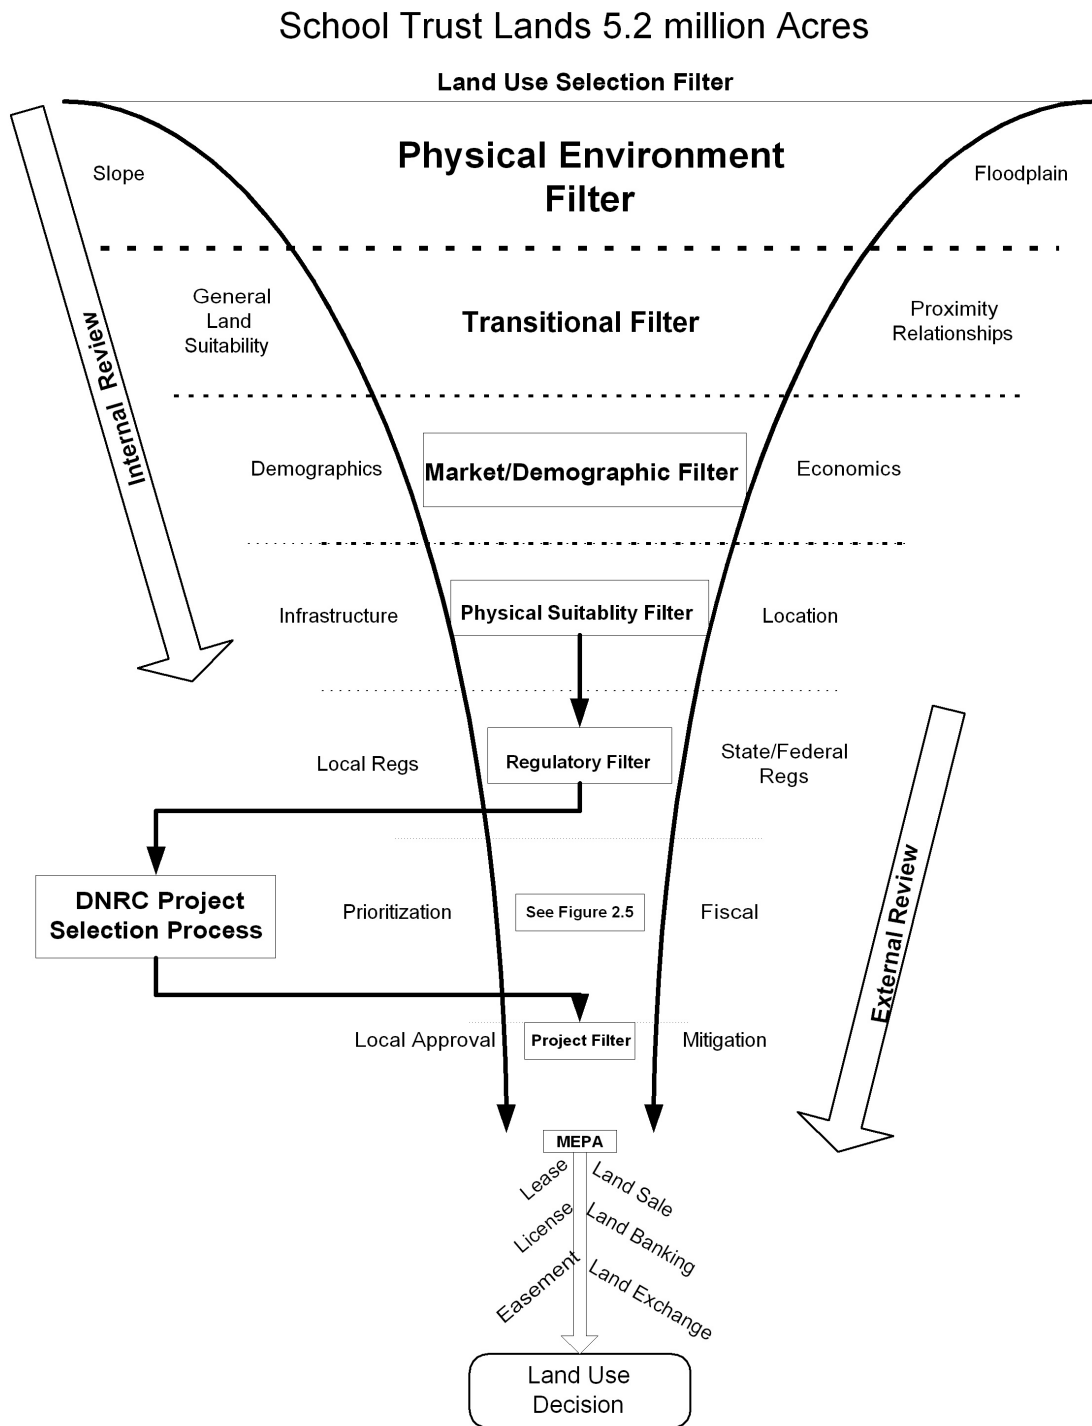 School Trust Lands 5.2 million Acres
Land Use Selection Filter
Physical Environment
Filter
Slope
Floodplain
General
Land
Suitability
Transitional Filter
Proximity
Relationships
Internal Review
Demographics
Market/Demographic Filter
Economics
Infrastructure
Physical Suitablity Filter
Location
Local Regs
Regulatory Filter
State/Federal
Regs
DNRC Project
Selection Process
Prioritization
See Figure 2.5
Fiscal
External Review
Local Approval
Project Filter
Mitigation
MEPA
Lease
Land Sale
License
Land Banking
Easement
Land Exchange
Land Use
Decision